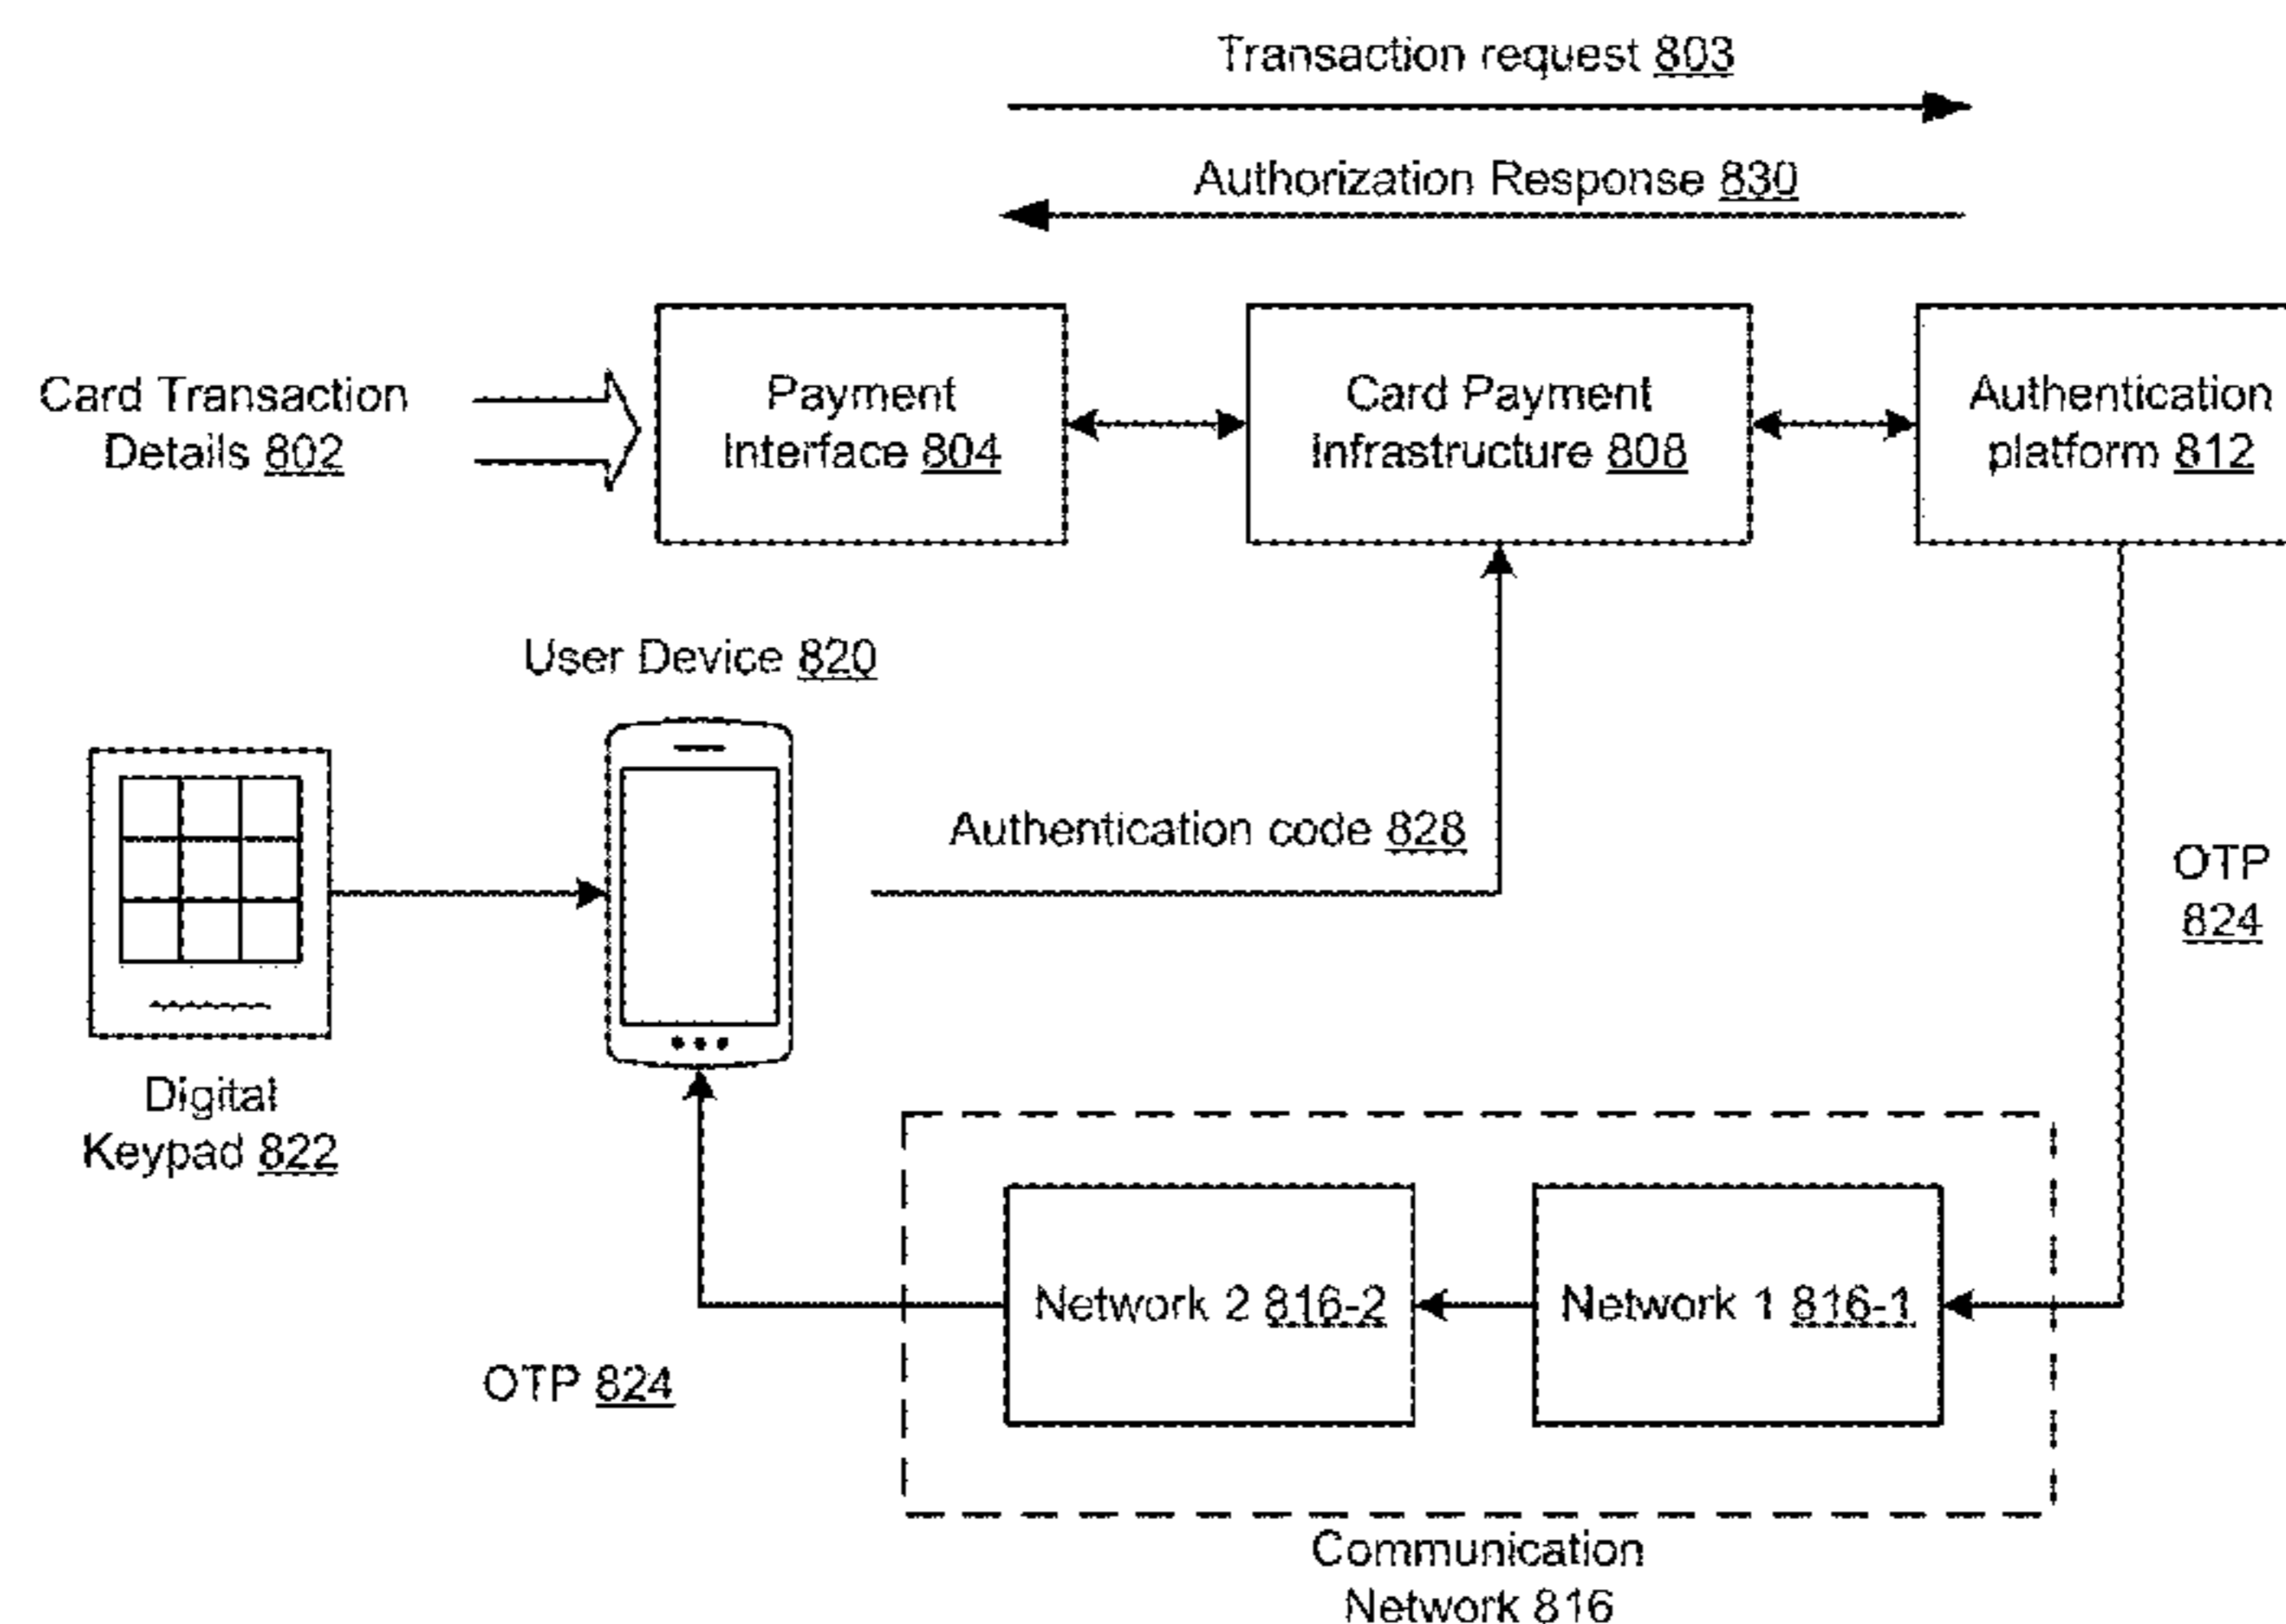 Transaction request 803
Authorization Response 830
Card Transaction
Details 802
Payment
Interface 804
Card Payment
Infrastructure 808
Authentication
platform 812
User Device 820
Authentication code 828
OTP
824
Digital
Keypad 822
Network 2 816-2
Network 1 816-1
OTP 824
Communication
Network 816